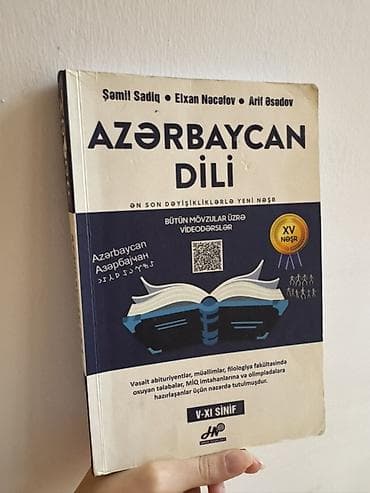 Şəmil Sadiq • Elxan Nəcəfov • Arif Əsədov
AZƏRBAYCAN
DİLİ
ƏN SON DƏYİŞİKLİKLƏRLƏ YENİ NƏŞR
BÜTÜN MÖVZULAR ÜZRƏ
VİDEODƏRSLƏR
XV
NƏŞR
Azərbaycan
Азәрбајҹан
Vəsait abituriyentlər, müəllimlər, filologiya fakültəsində
oxuyan tələbələr, MİQ imtahanlarına və olimpiadalara
hazırlaşanlar üçün nəzərdə tutulmuşdur.
V-XI SİNİF